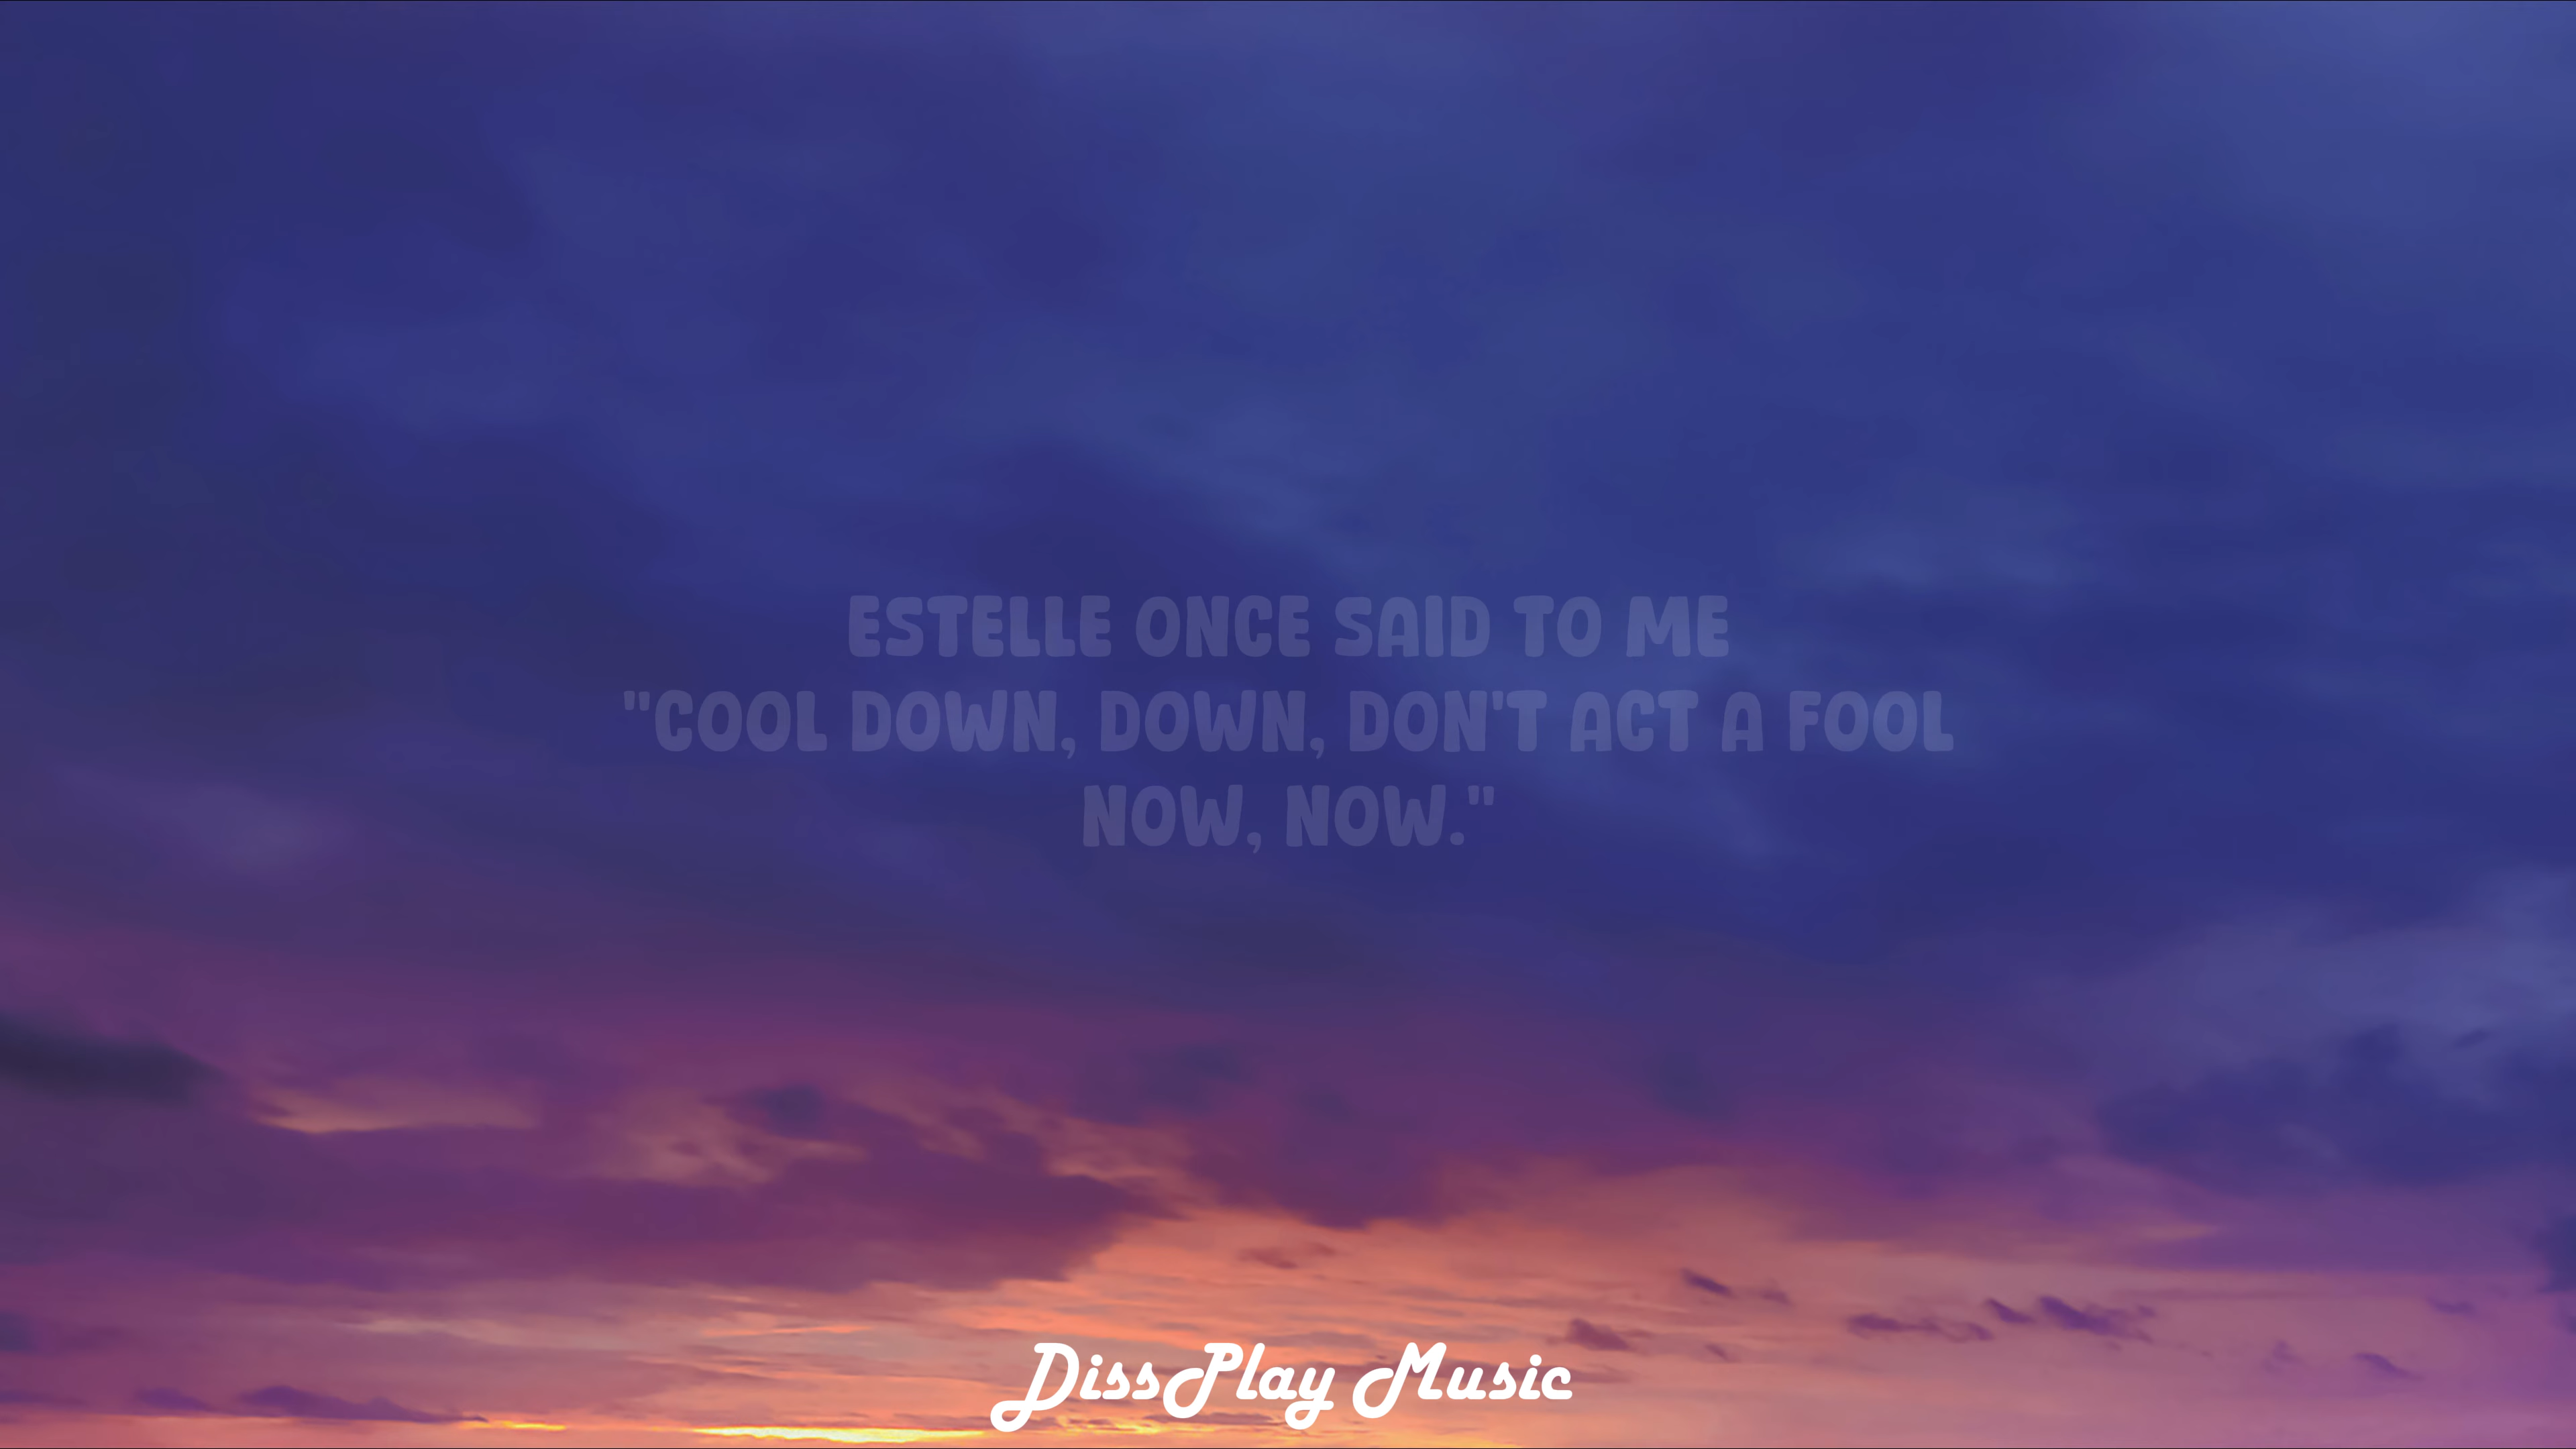 ESTELLE ONCE SAID TO ME
"COOL DOWN, DOWN, DON'T ACT A FOOL
NOW, NOW."
DissPlay Music